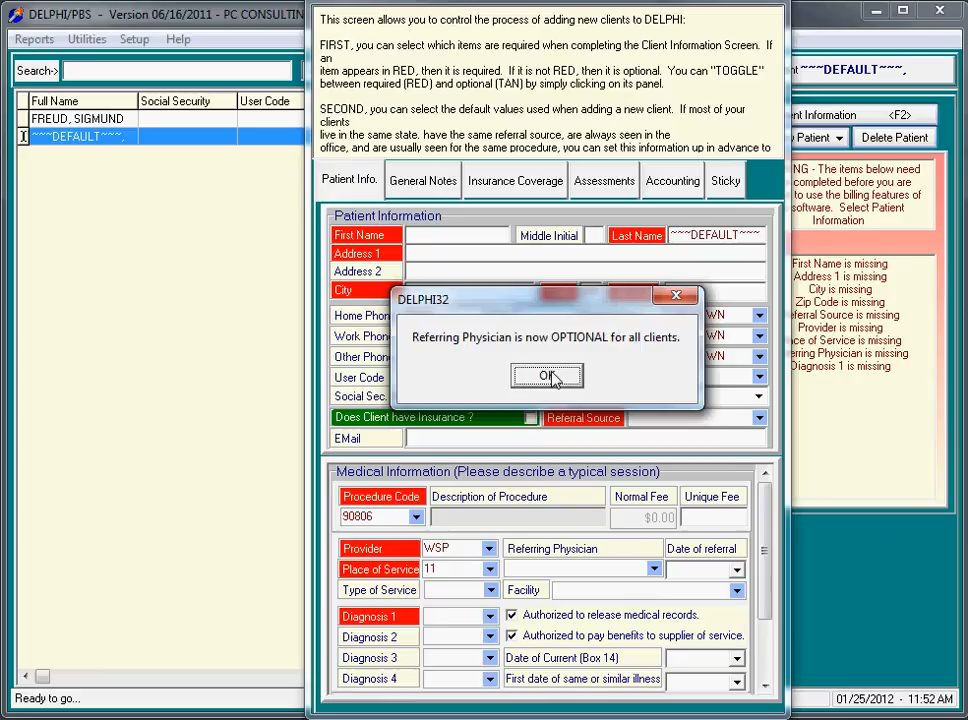 DELPHI/PBS - Version 06/16/2011 - PC CONSULTIN
Reports Utilities Setup Help
Search->
Full Name Social Security User Code
FREUD, SIGMUND
~~~DEFAULT~~~,
Ready to go...
This screen allows you to control the process of adding new clients to DELPHI:
FIRST, you can select which items are required when completing the Client Information Screen. If
an
item appears in RED, then it is required. If it is not RED, then it is optional. You can "TOGGLE"
between required (RED) and optional (TAN) by simply clicking on its panel.
SECOND, you can select the default values used when adding a new client. If most of your
clients
live in the same state. have the same referral source, are always seen in the
office, and are usually seen for the same procedure, you can set this information up in advance to
Patient Info. General Notes Insurance Coverage Assessments Accounting Sticky
Patient Information
First Name Middle Initial Last Name ~~~DEFAULT~~~
Address 1
Address 2
City
Home Phon WN
Work Phon WN
Other Phon WN
User Code
Social Sec.
Does Client have Insurance ? Referral Source
EMail
DELPHI32
Referring Physician is now OPTIONAL for all clients.
Medical Information (Please describe a typical session)
Procedure Code Description of Procedure Normal Fee Unique Fee
90806 $0.00
Provider WSP Referring Physician Date of referral
Place of Service 11
Type of Service Facility
Diagnosis 1 Authorized to release medical records.
Diagnosis 2 Authorized to pay benefits to supplier of service.
Diagnosis 3 Date of Current (Box 14)
Diagnosis 4 First date of same or similar illness
~~~DEFAULT~~~,
nt Information <F2>
Patient Delete Patient
NG - The items below need
completed before you are
to use the billing features of
software. Select Patient
Information
First Name is missing
Address 1 is missing
City is missing
Zip Code is missing
eferral Source is missing
Provider is missing
ce of Service is missing
erring Physician is missing
Diagnosis 1 is missing
01/25/2012 - 11:52 AM